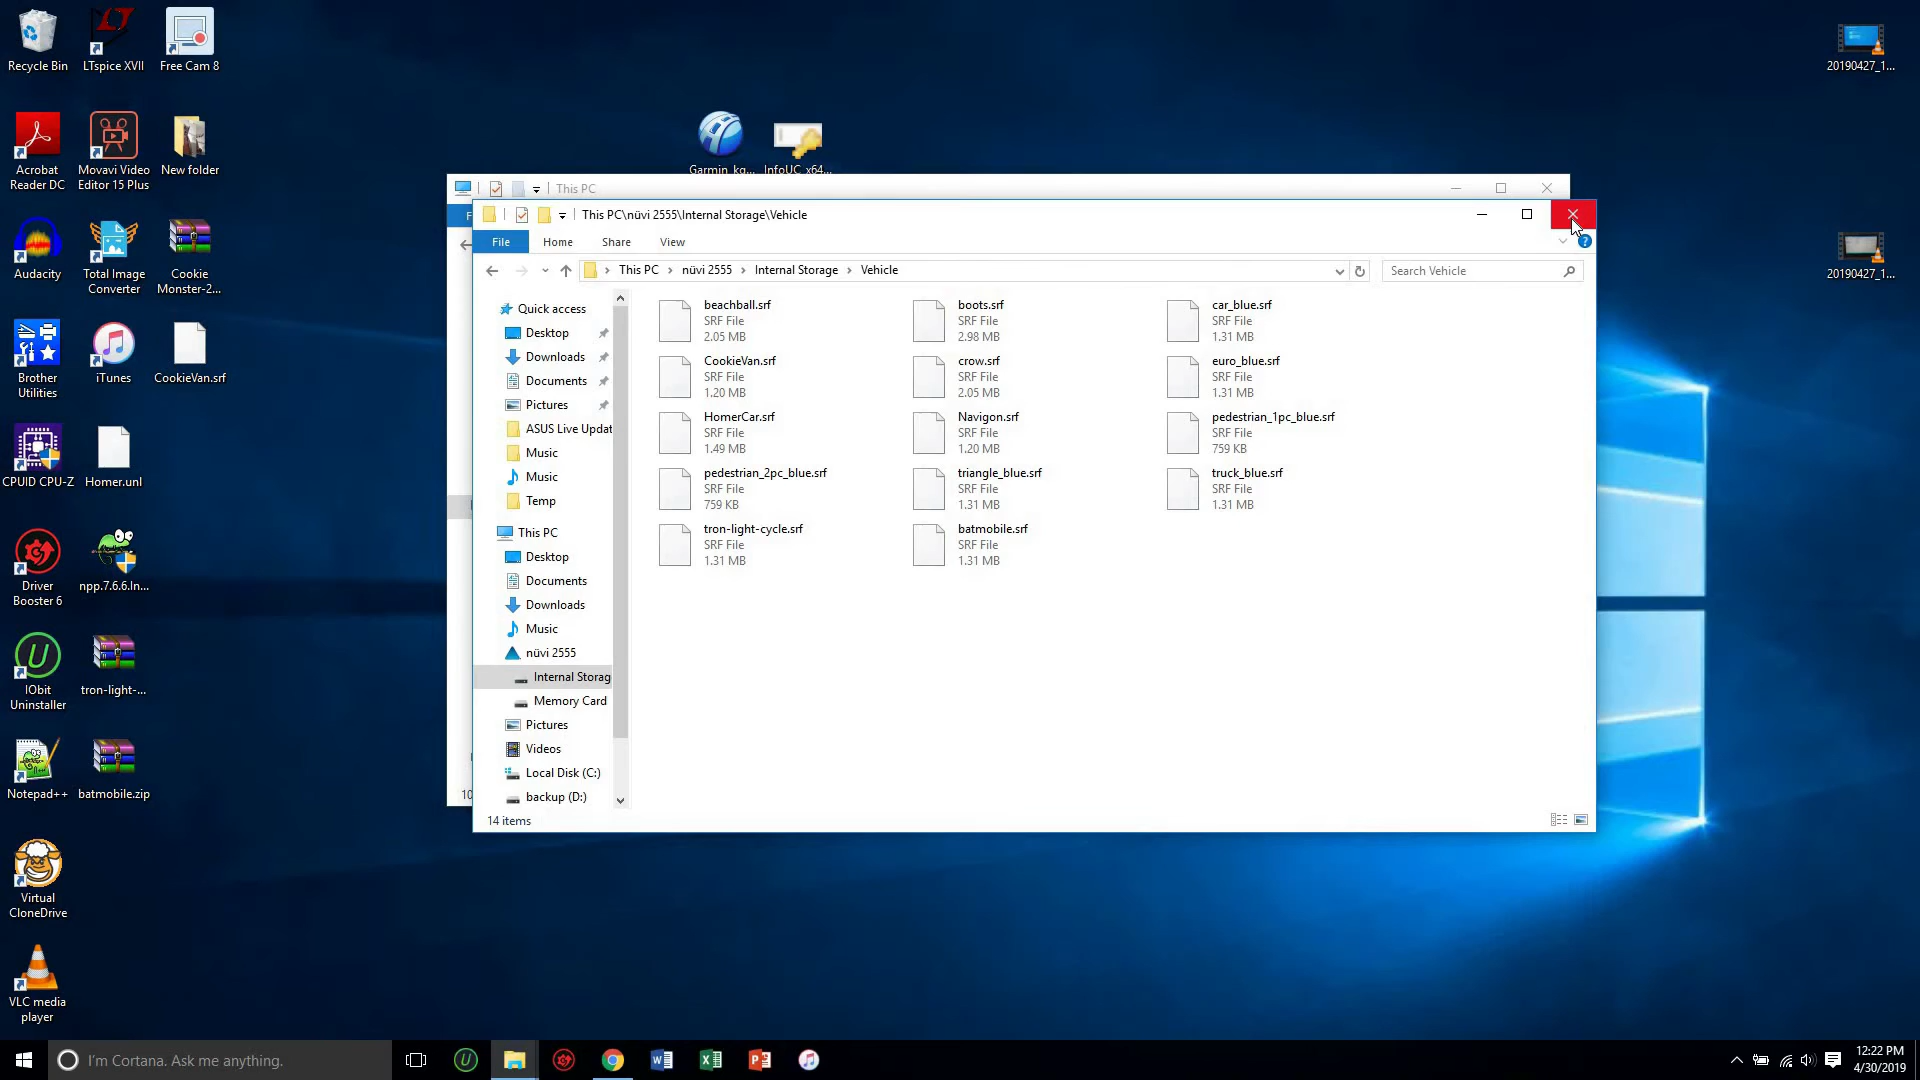 Recycle Bin
LTspice XVII
Free Cam 8
Acrobat
Reader DC
Movavi Video
Editor 15 Plus
New folder
Audacity
Total Image
Converter
Cookie
Monster-2...
Brother
Utilities
iTunes
CookieVan.srf
CPUID CPU-Z
Homer.unl
Driver
Booster 6
npp.7.6.6.In...
IObit
Uninstaller
tron-light-...
Notepad++
batmobile.zip
Virtual
CloneDrive
VLC media
player
Garmin_kg...
InfoUC_x64...
20190427_1...
20190427_1...
This PC
F
10
This PC\nüvi 2555\Internal Storage\Vehicle
File
Home
Share
View
This PC
nüvi 2555
Internal Storage
Vehicle
Search Vehicle
Quick access
Desktop
Downloads
Documents
Pictures
ASUS Live Updat
Music
Music
Temp
This PC
Desktop
Documents
Downloads
Music
nüvi 2555
Internal Storag
Memory Card
Pictures
Videos
Local Disk (C:)
backup (D:)
beachball.srf
SRF File
2.05 MB
boots.srf
SRF File
2.98 MB
car_blue.srf
SRF File
1.31 MB
CookieVan.srf
SRF File
1.20 MB
crow.srf
SRF File
2.05 MB
euro_blue.srf
SRF File
1.31 MB
HomerCar.srf
SRF File
1.49 MB
Navigon.srf
SRF File
1.20 MB
pedestrian_1pc_blue.srf
SRF File
759 KB
pedestrian_2pc_blue.srf
SRF File
759 KB
triangle_blue.srf
SRF File
1.31 MB
truck_blue.srf
SRF File
1.31 MB
tron-light-cycle.srf
SRF File
1.31 MB
batmobile.srf
SRF File
1.31 MB
14 items
I'm Cortana. Ask me anything.
12:22 PM
4/30/2019